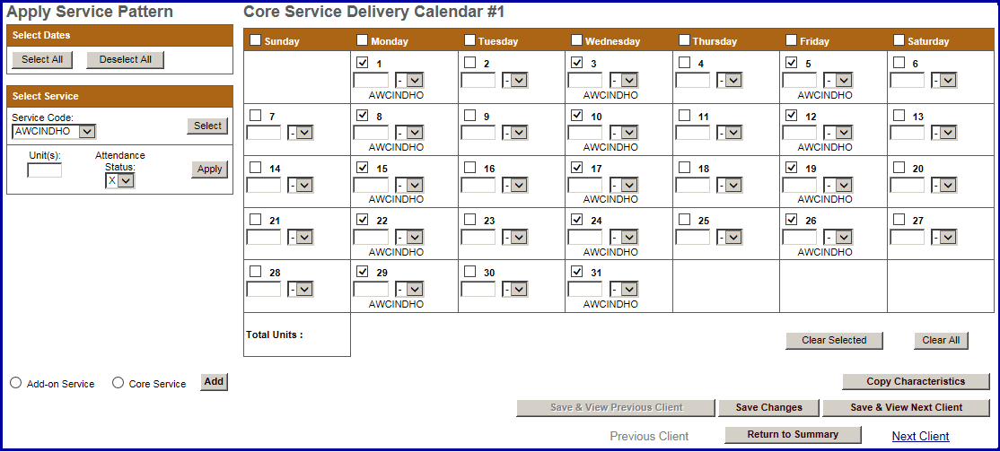 Apply Service Pattern
Select Dates
Select All Deselect All
Select Service
Service Code:
AWCINDHO Select
Unit(s): Attendance Status:
X Apply
Add-on Service Core Service Add
Core Service Delivery Calendar #1
Sunday Monday Tuesday Wednesday Thursday Friday Saturday
1 2 3 4 5 6
- - - - - -
AWCINDHO AWCINDHO AWCINDHO
7 8 9 10 11 12 13
- - - - - - -
AWCINDHO AWCINDHO AWCINDHO
14 15 16 17 18 19 20
- - - - - - -
AWCINDHO AWCINDHO AWCINDHO
21 22 23 24 25 26 27
- - - - - - -
AWCINDHO AWCINDHO AWCINDHO
28 29 30 31
- - - -
AWCINDHO AWCINDHO
Total Units :
Clear Selected Clear All
Copy Characteristics
Save & View Previous Client Save Changes Save & View Next Client
Previous Client Return to Summary Next Client